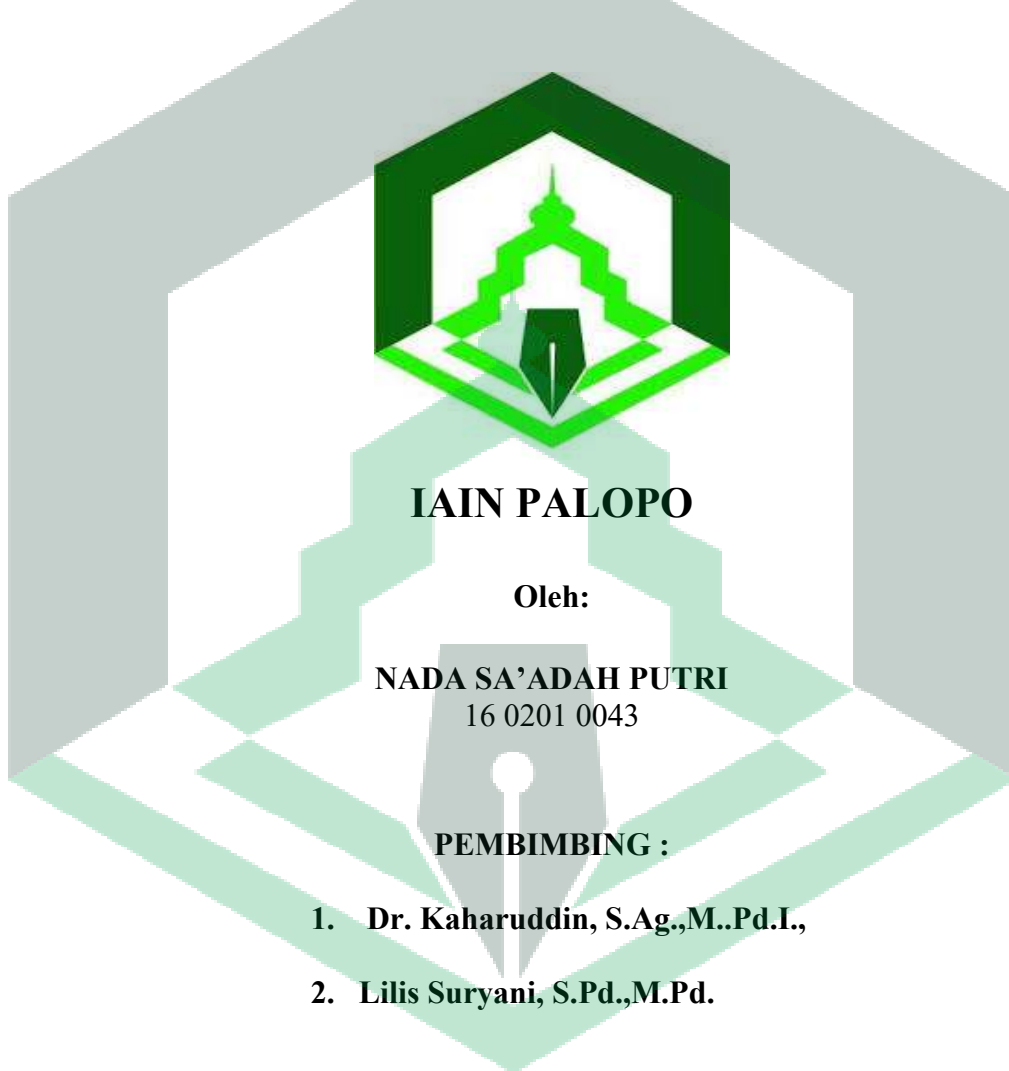 IAIN PALOPO
Oleh:
NADA SA’ADAH PUTRI
16 0201 0043
PEMBIMBING :
1. Dr. Kaharuddin, S.Ag.,M..Pd.I.,
2. Lilis Suryani, S.Pd.,M.Pd.